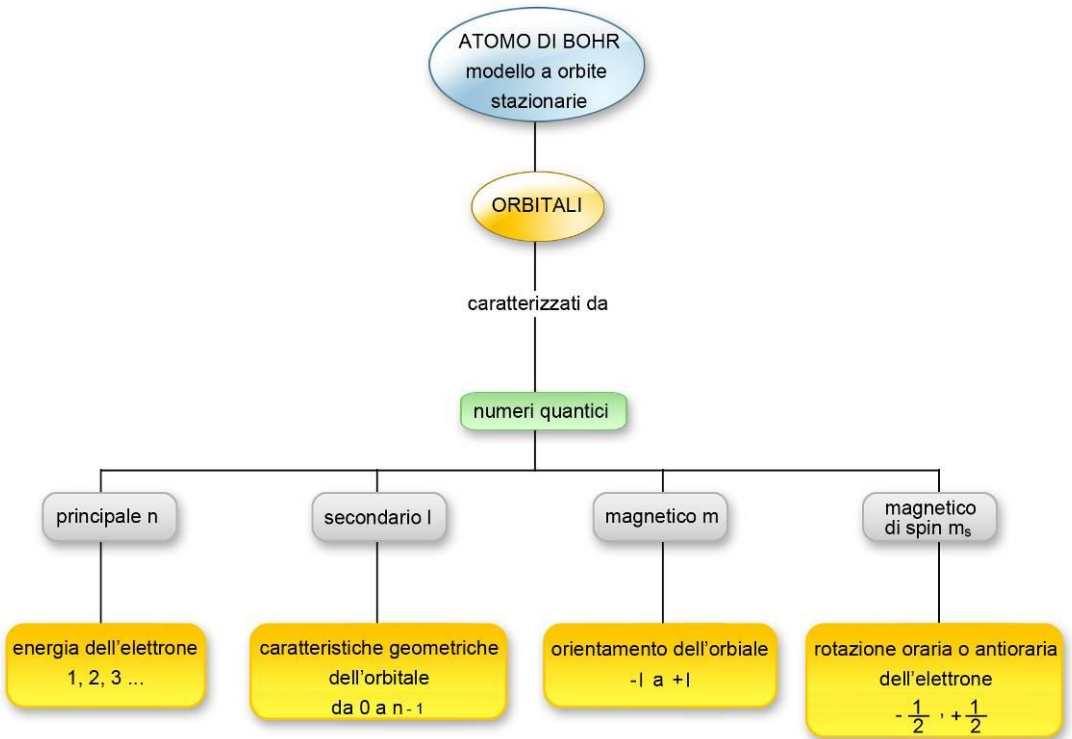 ATOMO DI BOHR
modello a orbite
stazionarie
ORBITALI
caratterizzati da
numeri quantici
principale n
secondario l
magnetico m
magnetico
di spin mₛ
energia dell'elettrone
1, 2, 3 ...
caratteristiche geometriche
dell'orbitale
da 0 a n - 1
orientamento dell'orbiale
-l a +l
rotazione oraria o antioraria
dell'elettrone
- 1/2 , + 1/2